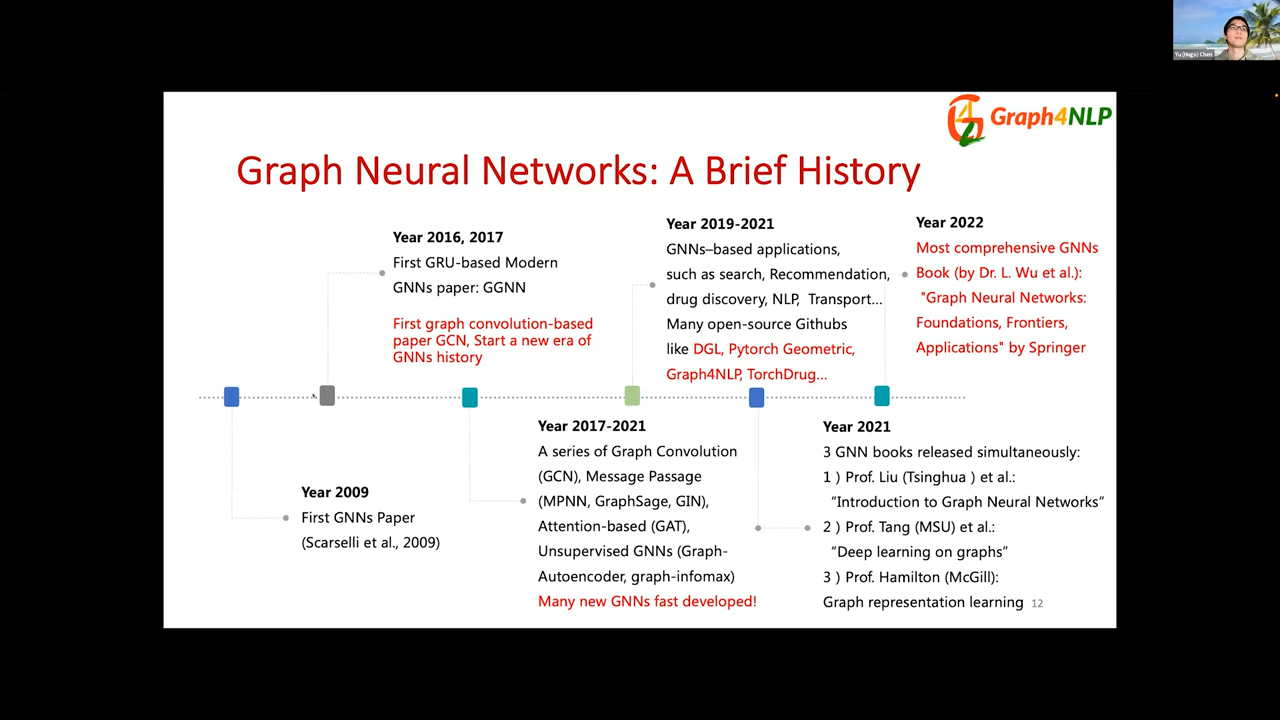 Yu (Hugo) Chen
Graph4NLP
Graph Neural Networks: A Brief History
Year 2016, 2017
First GRU-based Modern
GNNs paper: GGNN
First graph convolution-based
paper GCN, Start a new era of
GNNs history
Year 2019-2021
GNNs–based applications,
such as search, Recommendation,
drug discovery, NLP, Transport...
Many open-source Githubs
like DGL, Pytorch Geometric,
Graph4NLP, TorchDrug...
Year 2022
Most comprehensive GNNs
Book (by Dr. L. Wu et al.):
"Graph Neural Networks:
Foundations, Frontiers,
Applications" by Springer
Year 2009
First GNNs Paper
(Scarselli et al., 2009)
Year 2017-2021
A series of Graph Convolution
(GCN), Message Passage
(MPNN, GraphSage, GIN),
Attention-based (GAT),
Unsupervised GNNs (Graph-
Autoencoder, graph-infomax)
Many new GNNs fast developed!
Year 2021
3 GNN books released simultaneously:
1 ) Prof. Liu (Tsinghua ) et al.:
“Introduction to Graph Neural Networks”
2 ) Prof. Tang (MSU) et al.:
“Deep learning on graphs”
3 ) Prof. Hamilton (McGill):
Graph representation learning
12